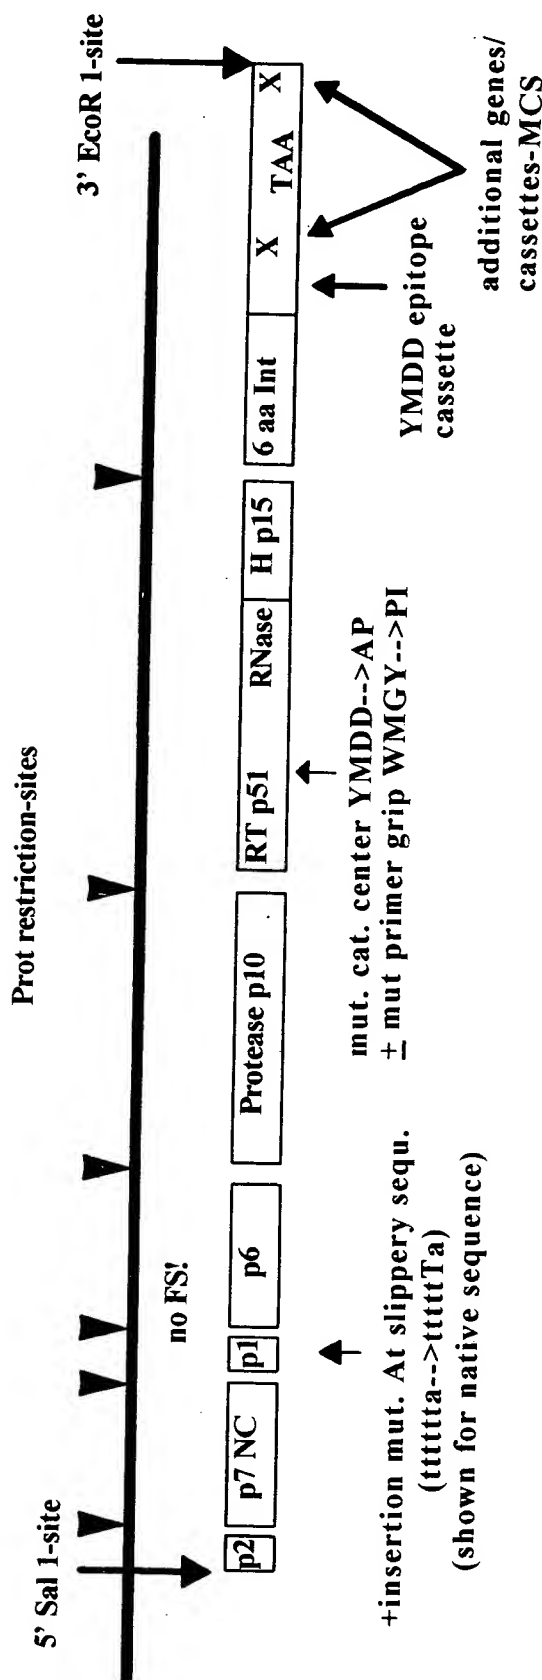 Prot restriction-sites
5' Sal 1-site
3' EcoR 1-site
no FS!
p2
p7 NC
p1
p6
Protease p10
RT p51
RNase
H p15
6 aa Int
X
TAA
X
+insertion mut. At slippery sequ.
(tttttta-->tttttTa)
(shown for native sequence)
mut. cat. center YMDD-->AP
± mut primer grip WMGY-->PI
YMDD epitope
cassette
additional genes/
cassettes-MCS